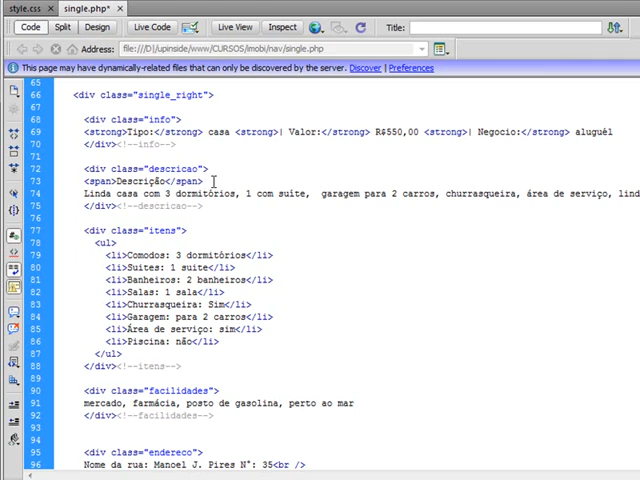 style.css × single.php* ×
Code Split Design Live Code Live View Inspect Title:
Address: file:///D|/upinside/www/CURSOS/imobi/nav/single.php
This page may have dynamically-related files that can only be discovered by the server. Discover | Preferences
65
66 <div class="single_right">
67
68 <div class="info">
69 <strong>Tipo:</strong> casa <strong>| Valor:</strong> R$550,00 <strong>| Negocio:</strong> aluguêl
70 </div><!--info-->
71
72 <div class="descricao">
73 <span>Descrição</span>
74 Linda casa com 3 dormitórios, 1 com suite, garagem para 2 carros, churrasqueira, área de serviço, lind
75 </div><!--descricao-->
76
77 <div class="itens">
78 <ul>
79 <li>Comodos: 3 dormitórios</li>
80 <li>Suites: 1 suite</li>
81 <li>Banheiros: 2 banheiros</li>
82 <li>Salas: 1 sala</li>
83 <li>Churrasqueira: Sim</li>
84 <li>Garagem: para 2 carros</li>
85 <li>Área de serviço: sim</li>
86 <li>Piscina: não</li>
87 </ul>
88 </div><!--itens-->
89
90 <div class="facilidades">
91 mercado, farmácia, posto de gasolina, perto ao mar
92 </div><!--facilidades-->
93
94
95 <div class="endereco">
96 Nome da rua: Manoel J. Pires N°: 35<br />